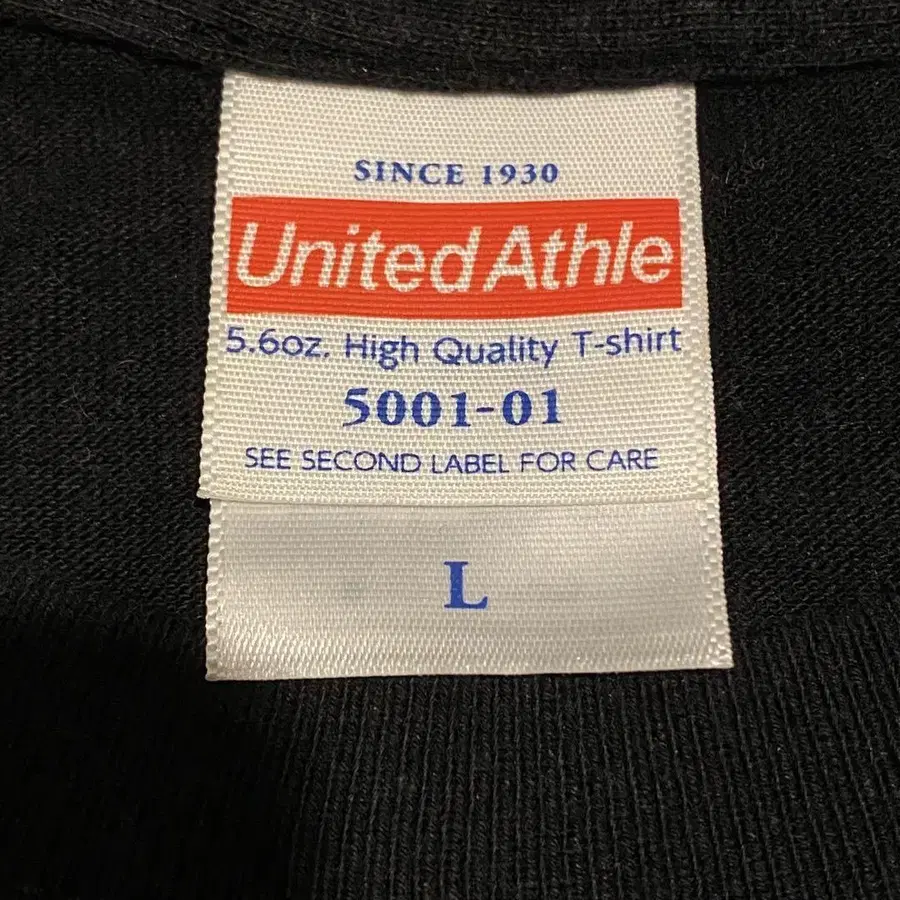 SINCE 1930
United Athle
5.6oz. High Quality T-shirt
5001-01
SEE SECOND LABEL FOR CARE
L